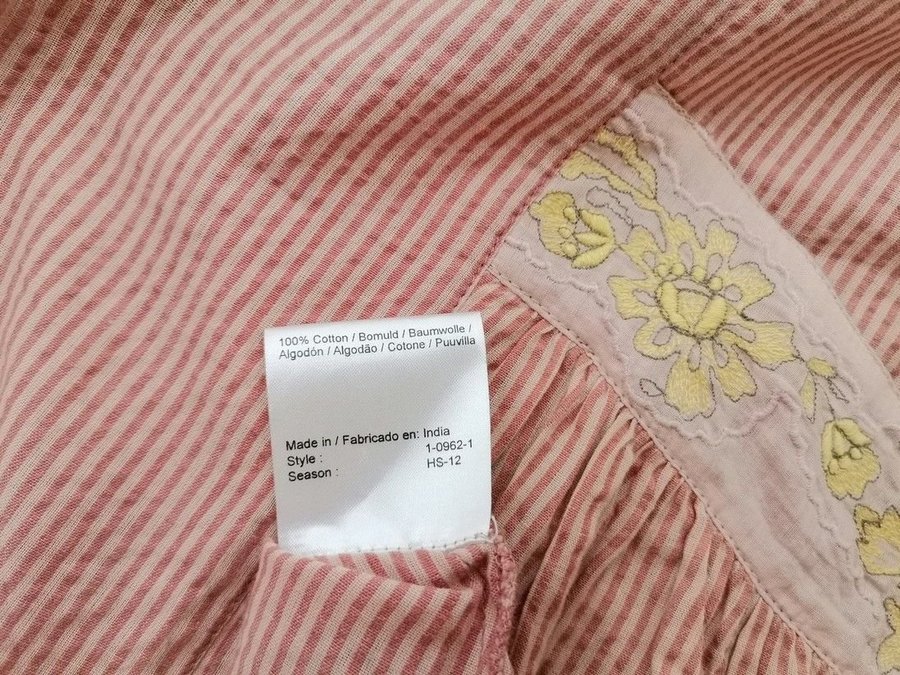 100% Cotton / Bomuld / Baumwolle /
Algodón / Algodão / Cotone / Puuvilla
Made in / Fabricado en: India
Style : 1-0962-1
Season : HS-12